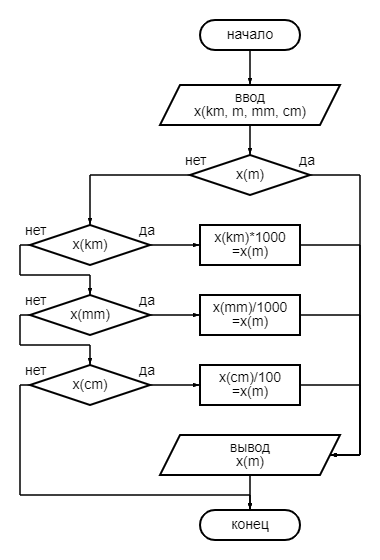 начало
ввод
x(km, m, mm, cm)
нет
да
x(m)
нет
да
x(km)
x(km)*1000
=x(m)
нет
да
x(mm)
x(mm)/1000
=x(m)
нет
да
x(cm)
x(cm)/100
=x(m)
вывод
x(m)
конец